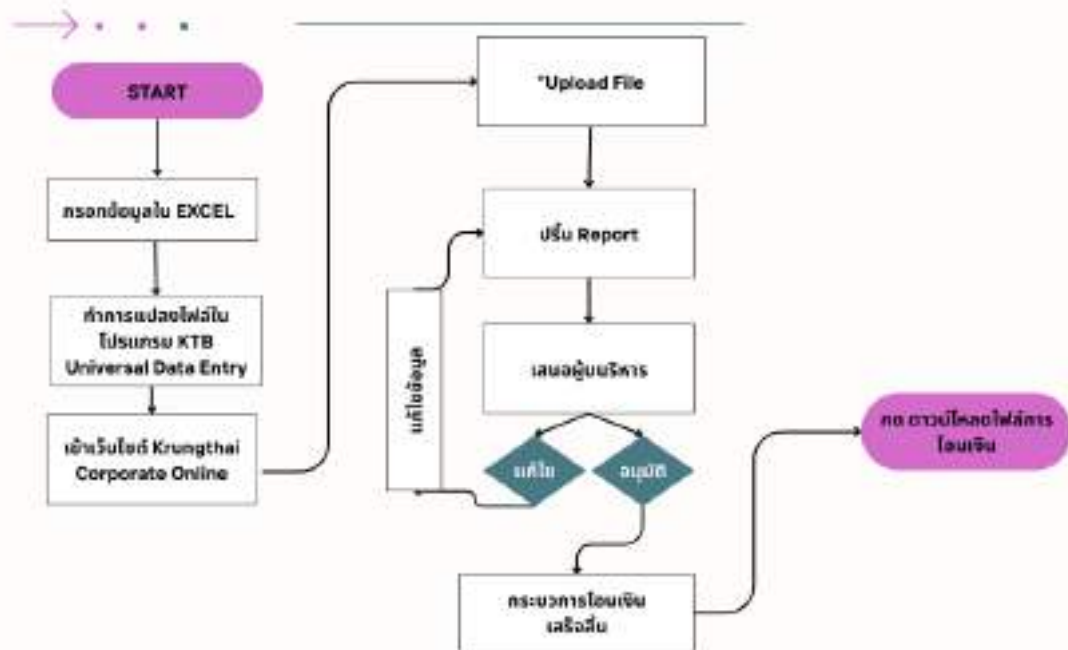 START
กรอกข้อมูลใน EXCEL
ทำการแปลงไฟล์ใน
โปรแกรม KTB
Universal Data Entry
เข้าเว็บไซต์ Krungthai
Corporate Online
*Upload File
ปริ้น Report
เสนอผู้บริหาร
แก้ไข
อนุมัติ
แก้ไขข้อมูล
กระบวการโอนเงิน
เสร็จสิ้น
กด ดาวน์โหลดไฟล์การ
โอนเงิน